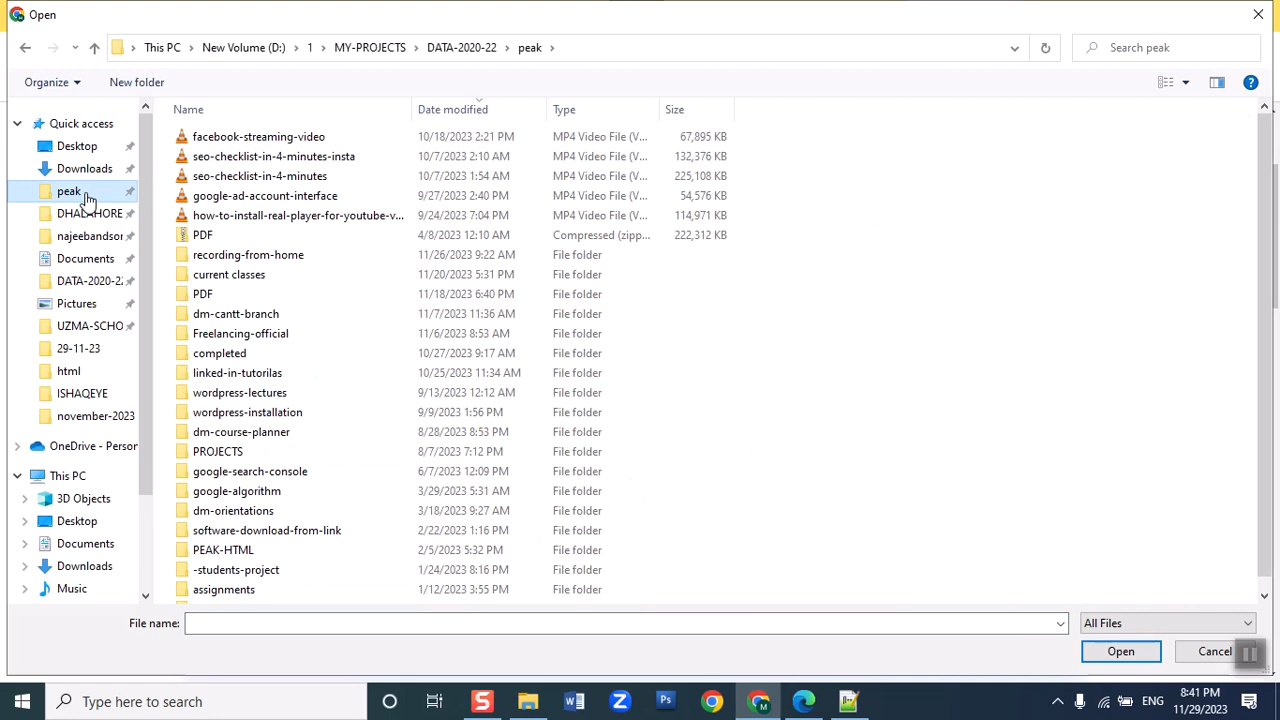 Open
This PC > New Volume (D:) > 1 > MY-PROJECTS > DATA-2020-22 > peak >
Search peak
Organize
New folder
Name Date modified Type Size
Quick access
Desktop
Downloads
peak
DHA LAHORE
najeebandsor
Documents
DATA-2020-22
Pictures
UZMA-SCHO
29-11-23
html
ISHAQEYE
november-2023
OneDrive - Person
This PC
3D Objects
Desktop
Documents
Downloads
Music
facebook-streaming-video 10/18/2023 2:21 PM MP4 Video File (V... 67,895 KB
seo-checklist-in-4-minutes-insta 10/7/2023 2:10 AM MP4 Video File (V... 132,376 KB
seo-checklist-in-4-minutes 10/7/2023 1:54 AM MP4 Video File (V... 225,108 KB
google-ad-account-interface 9/27/2023 2:40 PM MP4 Video File (V... 54,576 KB
how-to-install-real-player-for-youtube-v... 9/24/2023 7:04 PM MP4 Video File (V... 114,971 KB
PDF 4/8/2023 12:10 AM Compressed (zipp... 222,312 KB
recording-from-home 11/26/2023 9:22 AM File folder
current classes 11/20/2023 5:31 PM File folder
PDF 11/18/2023 6:40 PM File folder
dm-cantt-branch 11/7/2023 11:36 AM File folder
Freelancing-official 11/6/2023 8:53 AM File folder
completed 10/27/2023 9:17 AM File folder
linked-in-tutorilas 10/25/2023 11:34 AM File folder
wordpress-lectures 9/13/2023 12:12 AM File folder
wordpress-installation 9/9/2023 1:56 PM File folder
dm-course-planner 8/28/2023 8:53 PM File folder
PROJECTS 8/7/2023 7:12 PM File folder
google-search-console 6/7/2023 12:09 PM File folder
google-algorithm 3/29/2023 5:31 AM File folder
dm-orientations 3/18/2023 9:27 AM File folder
software-download-from-link 2/22/2023 1:16 PM File folder
PEAK-HTML 2/5/2023 5:32 PM File folder
-students-project 1/24/2023 8:16 PM File folder
assignments 1/12/2023 3:55 PM File folder
File name:
All Files
Open
Cancel
Type here to search
ENG
8:41 PM
11/29/2023